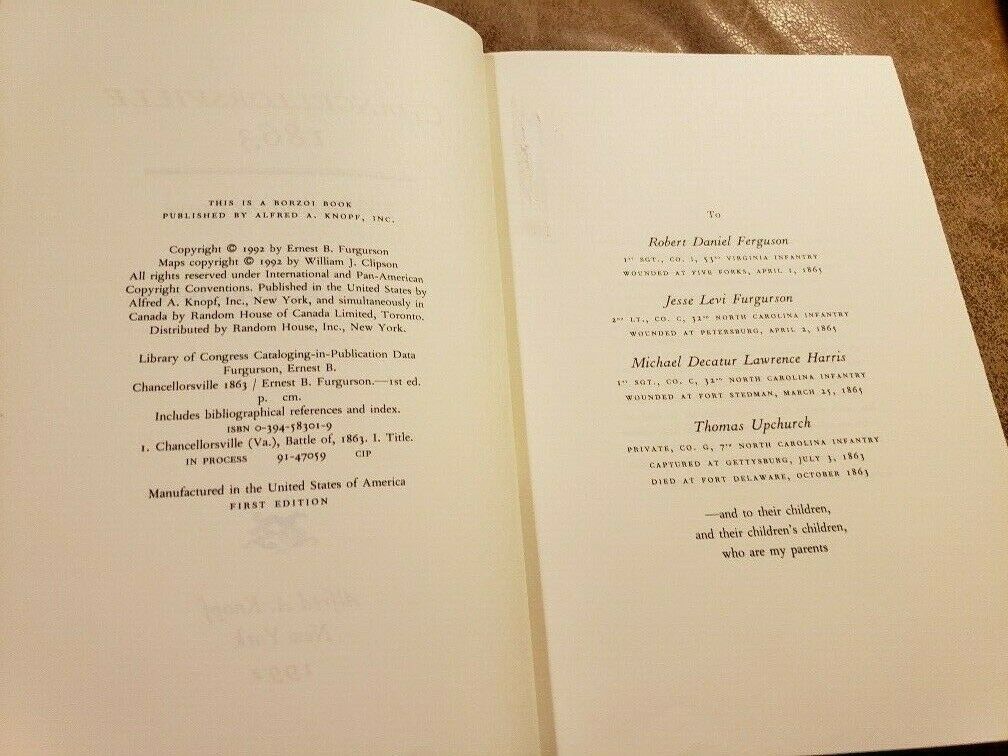 THIS IS A BORZOI BOOK
PUBLISHED BY ALFRED A. KNOPF, INC.
Copyright © 1992 by Ernest B. Furgurson
Maps copyright © 1992 by William J. Clipson
All rights reserved under International and Pan-American
Copyright Conventions. Published in the United States by
Alfred A. Knopf, Inc., New York, and simultaneously in
Canada by Random House of Canada Limited, Toronto.
Distributed by Random House, Inc., New York.
Library of Congress Cataloging-in-Publication Data
Furgurson, Ernest B.
Chancellorsville 1863 / Ernest B. Furgurson.—1st ed.
p. cm.
Includes bibliographical references and index.
ISBN 0-394-58301-9
1. Chancellorsville (Va.), Battle of, 1863. I. Title.
IN PROCESS 91-47059 CIP
Manufactured in the United States of America
FIRST EDITION
To
Robert Daniel Ferguson
1ST SGT., CO. I, 53RD VIRGINIA INFANTRY
WOUNDED AT FIVE FORKS, APRIL 1, 1865
Jesse Levi Furgurson
2ND LT., CO. C, 32ND NORTH CAROLINA INFANTRY
WOUNDED AT PETERSBURG, APRIL 2, 1865
Michael Decatur Lawrence Harris
1ST SGT., CO. C, 32ND NORTH CAROLINA INFANTRY
WOUNDED AT FORT STEDMAN, MARCH 25, 1865
Thomas Upchurch
PRIVATE, CO. G, 7TH NORTH CAROLINA INFANTRY
CAPTURED AT GETTYSBURG, JULY 3, 1863
DIED AT FORT DELAWARE, OCTOBER 1863
—and to their children,
and their children's children,
who are my parents